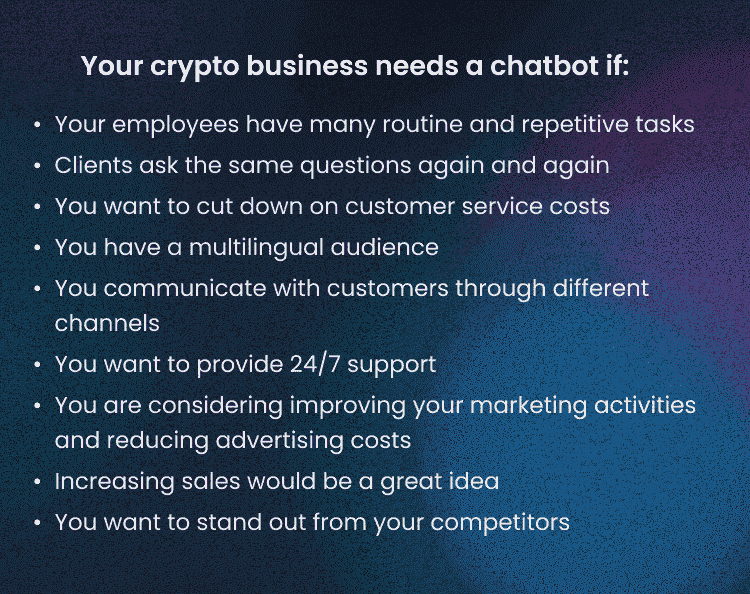 Your crypto business needs a chatbot if:
• Your employees have many routine and repetitive tasks
• Clients ask the same questions again and again
• You want to cut down on customer service costs
• You have a multilingual audience
• You communicate with customers through different
channels
• You want to provide 24/7 support
• You are considering improving your marketing activities
and reducing advertising costs
• Increasing sales would be a great idea
• You want to stand out from your competitors